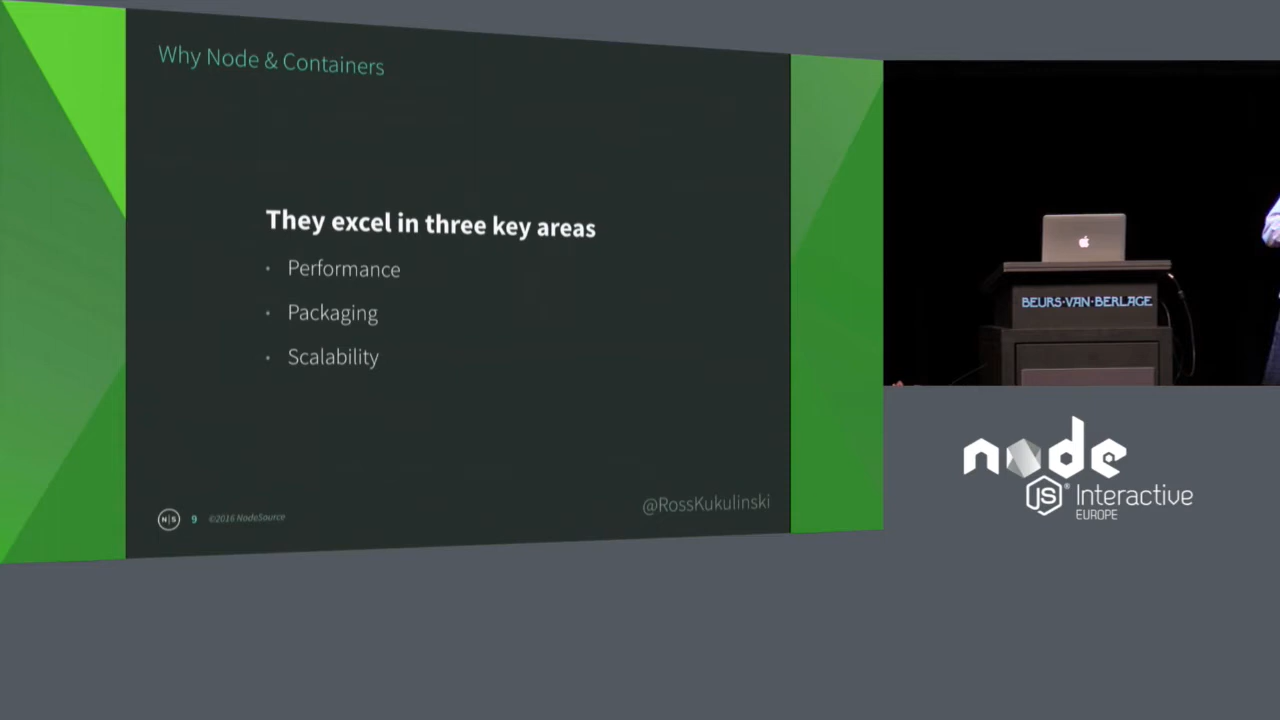 Why Node & Containers
They excel in three key areas
• Performance
• Packaging
• Scalability
N|S
9
©2016 NodeSource
@RossKukulinski
BEURS·VAN·BERLAGE
node
JS® Interactive
EUROPE